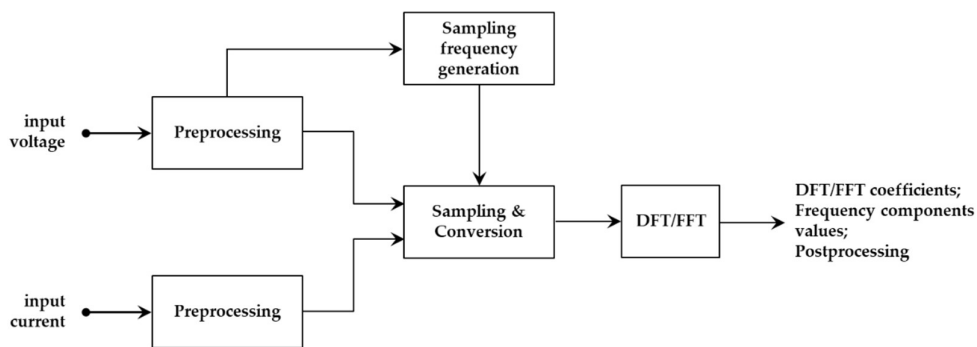 Sampling
frequency
generation
input
voltage
Preprocessing
Sampling &
Conversion
DFT/FFT
DFT/FFT coefficients;
Frequency components
values;
Postprocessing
input
current
Preprocessing